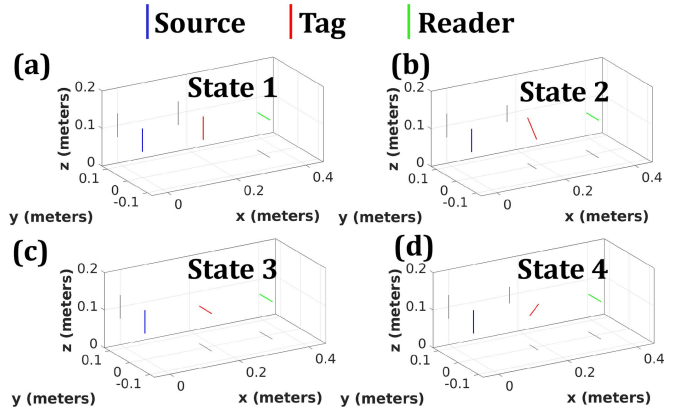 Source Tag Reader
(a) (b)
State 1 State 2
0.2 0.2
0.1 0.1
0 0
z (meters) z (meters)
0.1 0.1
0 0
-0.1 -0.1
0 0.2 0.4 0 0.2 0.4
y (meters) x (meters) y (meters) x (meters)
(c) (d)
State 3 State 4
0.2 0.2
0.1 0.1
0 0
z (meters) z (meters)
0.1 0.1
0 0
-0.1 -0.1
0 0.2 0.4 0 0.2 0.4
y (meters) x (meters) y (meters) x (meters)